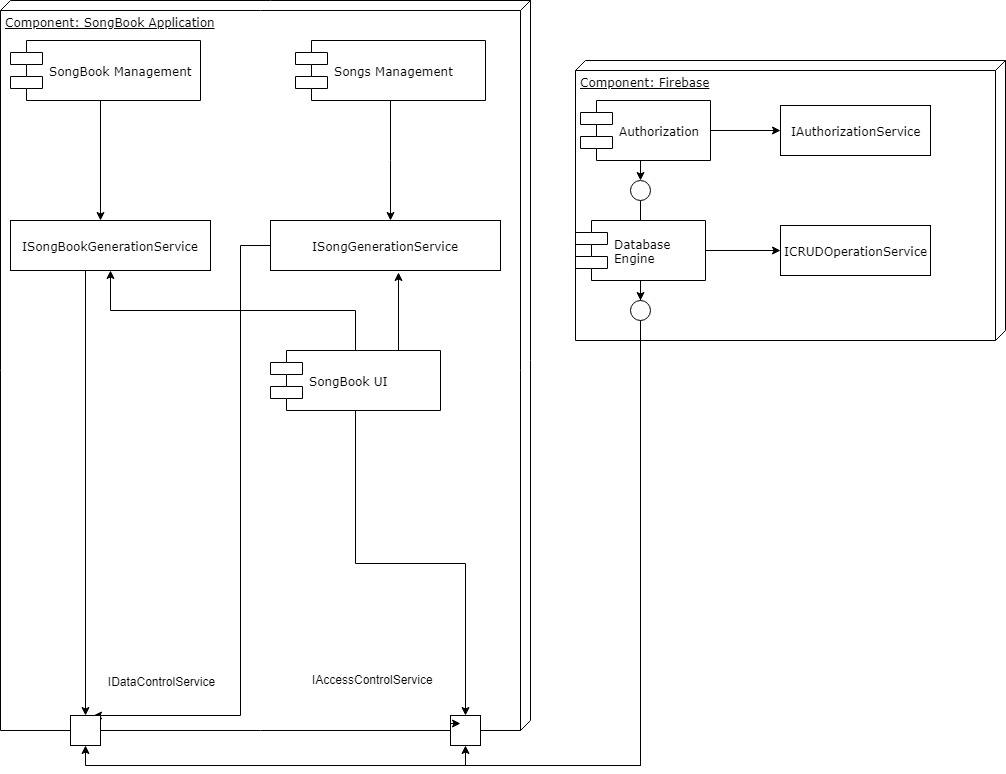 Component: SongBook Application
SongBook Management
Songs Management
ISongBookGenerationService
ISongGenerationService
SongBook UI
IDataControlService
IAccessControlService
Component: Firebase
Authorization
IAuthorizationService
Database
Engine
ICRUDOperationService